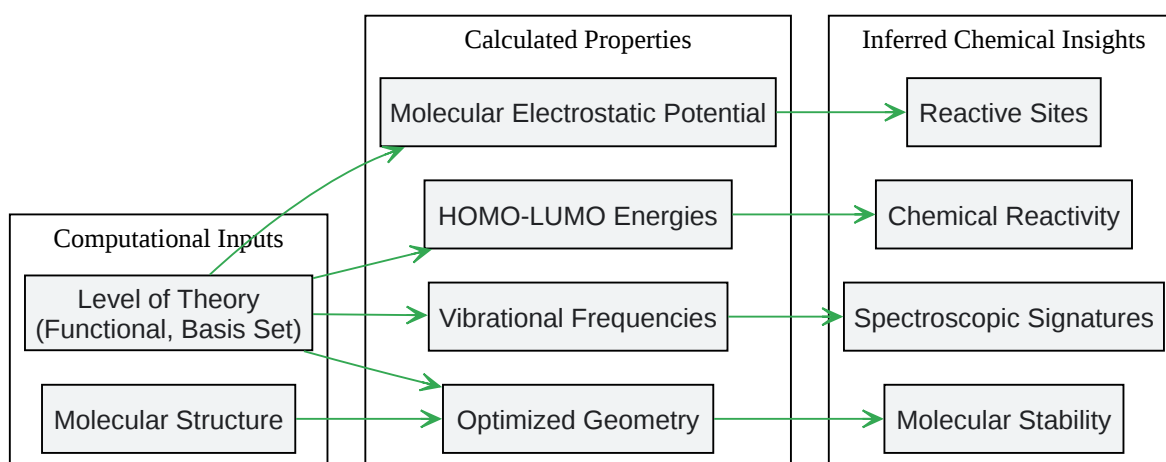 Computational Inputs
Level of Theory
(Functional, Basis Set)
Molecular Structure
Calculated Properties
Molecular Electrostatic Potential
HOMO-LUMO Energies
Vibrational Frequencies
Optimized Geometry
Inferred Chemical Insights
Reactive Sites
Chemical Reactivity
Spectroscopic Signatures
Molecular Stability